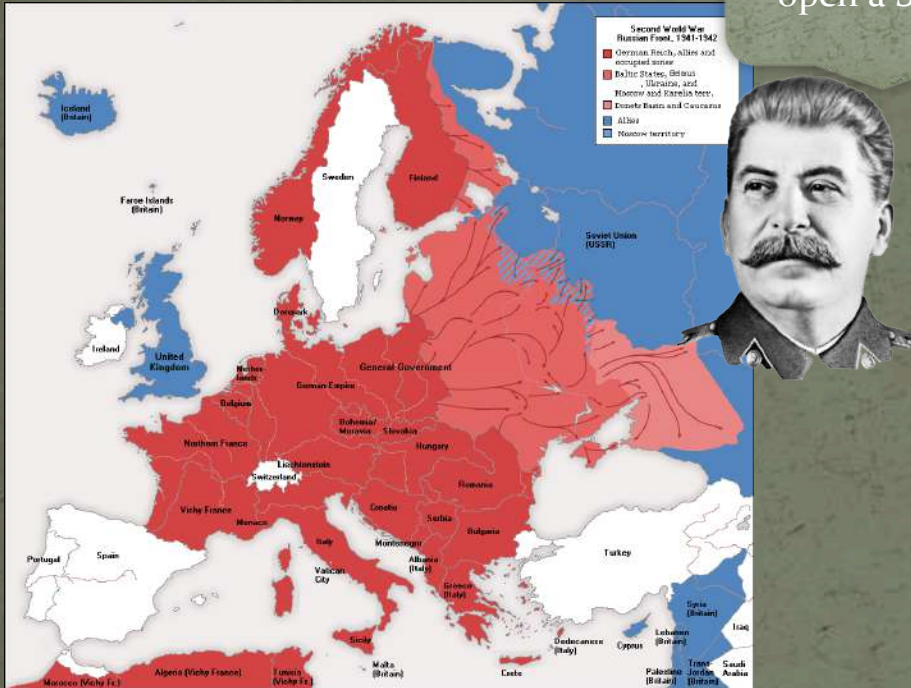 open a S
Second World War
Russian Front, 1941-1942
German Reich, allies and
occupied zones
Baltic States,
, Ukraine, and
Moscow and Karelia terr.
Donets Basin and Caucasus
Allies
Moscow territory
Iceland
(Britain)
Faroe Islands
(Britain)
Sweden
Finland
Norway
Soviet Union
(USSR)
Denmark
Ireland
United
Kingdom
Nether-
lands
General Government
German Empire
Belgium
Bohemia/
Moravia
Slovakia
Northern France
Hungary
Liechtenstein
Switzerland
Romania
Vichy France
Croatia
Monaco
Serbia
Italy
Montenegro
Bulgaria
Portugal
Spain
Vatican
City
Albania
(Italy)
Turkey
Greece
(Italy)
Syria
(Britain)
Sicily
Dodecanese
(Italy)
Cyprus
Lebanon
(Britain)
Iraq
Malta
(Britain)
Crete
Palestine
(Britain)
Trans-
Jordan
(Britain)
Saudi
Arabia
Morocco (Vichy Fr.)
Algeria (Vichy France)
Tunisia
(Vichy Fr.)